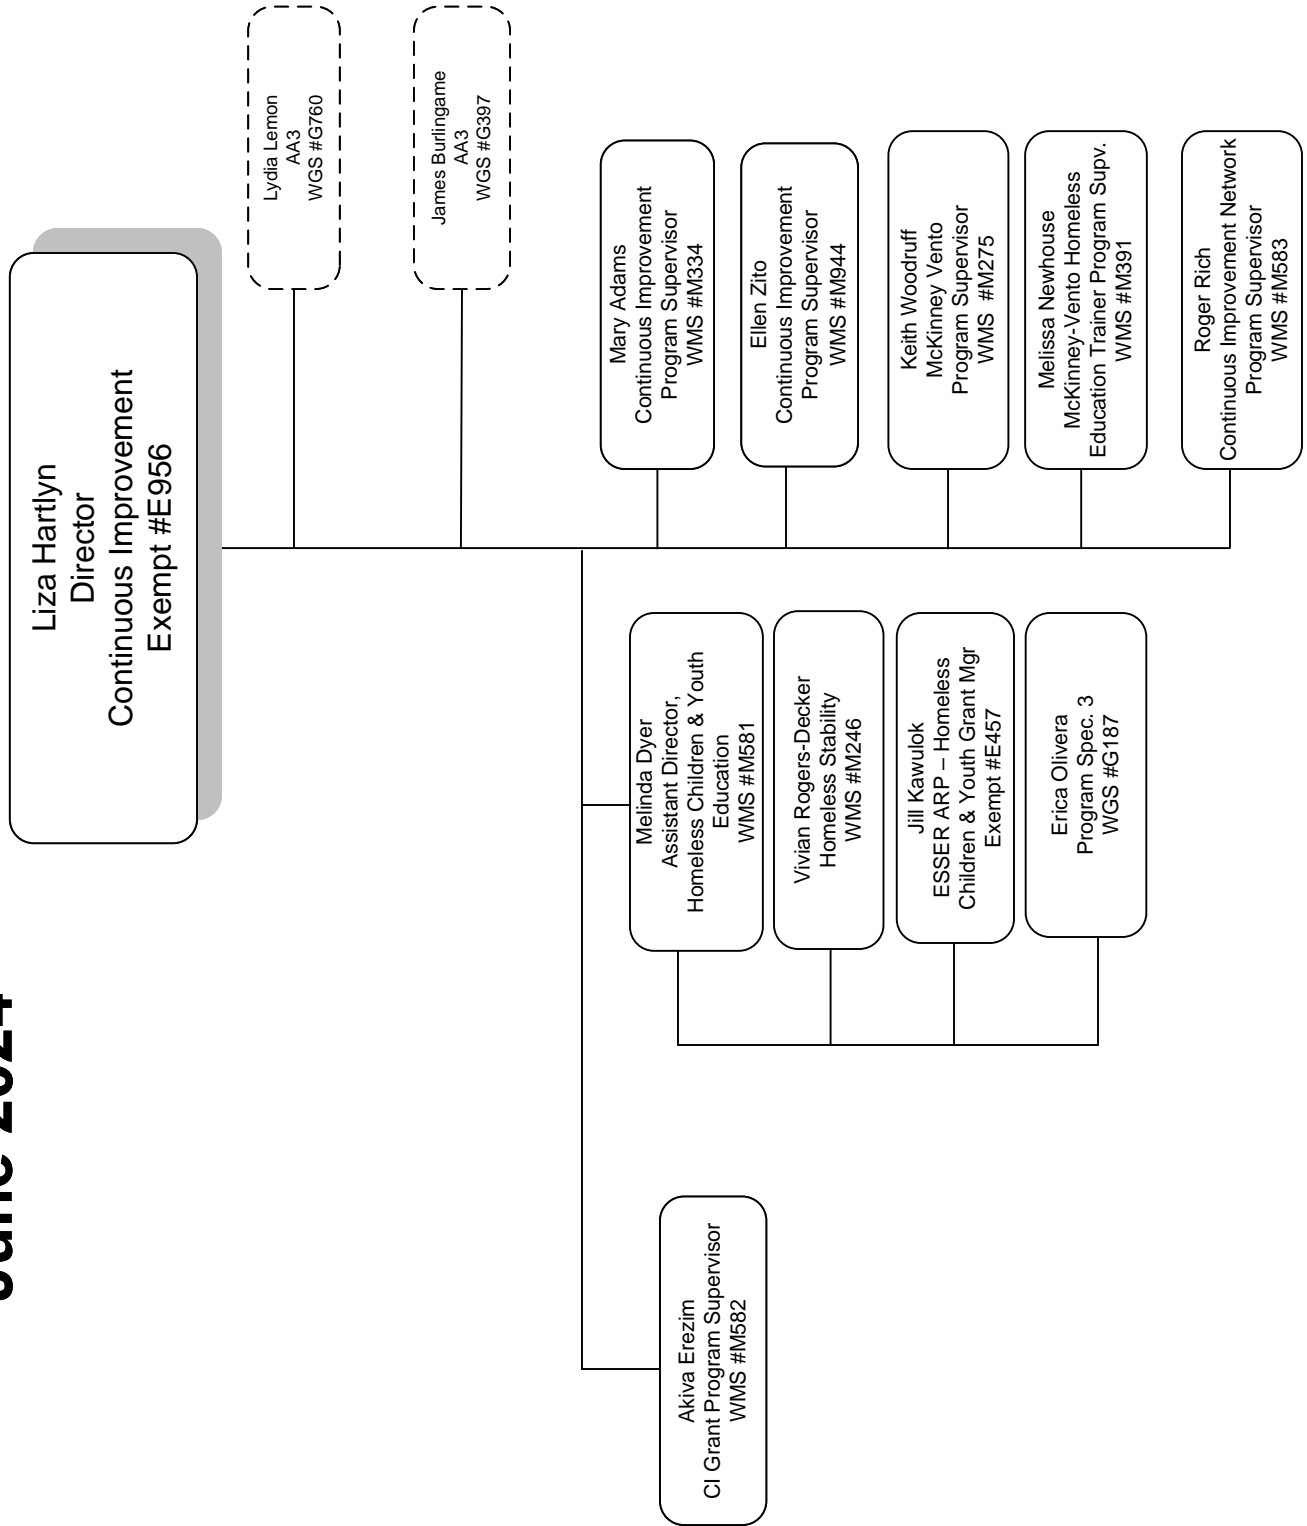 June 2024
Liza Hartlyn
Director
Continuous Improvement
Exempt #E956
Lydia Lemon
AA3
WGS #G760
James Burlingame
AA3
WGS #G397
Akiva Erezim
CI Grant Program Supervisor
WMS #M582
Melinda Dyer
Assistant Director,
Homeless Children & Youth
Education
WMS #M581
Vivian Rogers-Decker
Homeless Stability
WMS #M246
Jill Kawulok
ESSER ARP – Homeless
Children & Youth Grant Mgr
Exempt #E457
Erica Olivera
Program Spec. 3
WGS #G187
Mary Adams
Continuous Improvement
Program Supervisor
WMS #M334
Ellen Zito
Continuous Improvement
Program Supervisor
WMS #M944
Keith Woodruff
McKinney Vento
Program Supervisor
WMS #M275
Melissa Newhouse
McKinney-Vento Homeless
Education Trainer Program Supv.
WMS #M391
Roger Rich
Continuous Improvement Network
Program Supervisor
WMS #M583